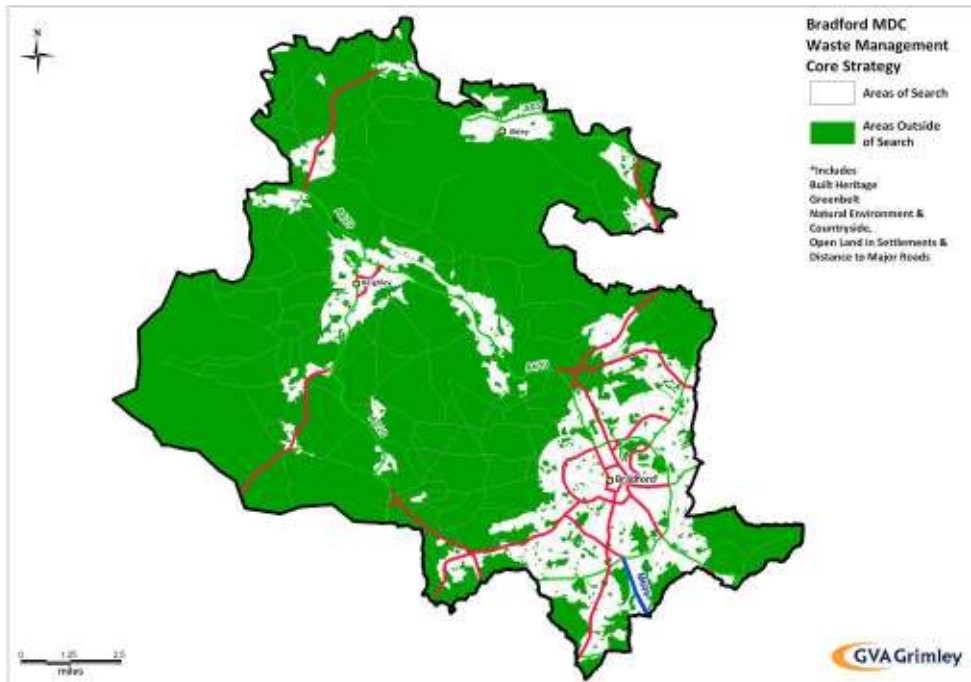 Bradford MDC
Waste Management
Core Strategy
Areas of Search
Areas Outside
of Search
*Includes
Built Heritage
Greenbelt
Natural Environment &
Countryside,
Open Land in Settlements &
Distance to Major Roads
N
Ilkley
Keighley
Bradford
M606
0 1.25 2.5
miles
GVA Grimley